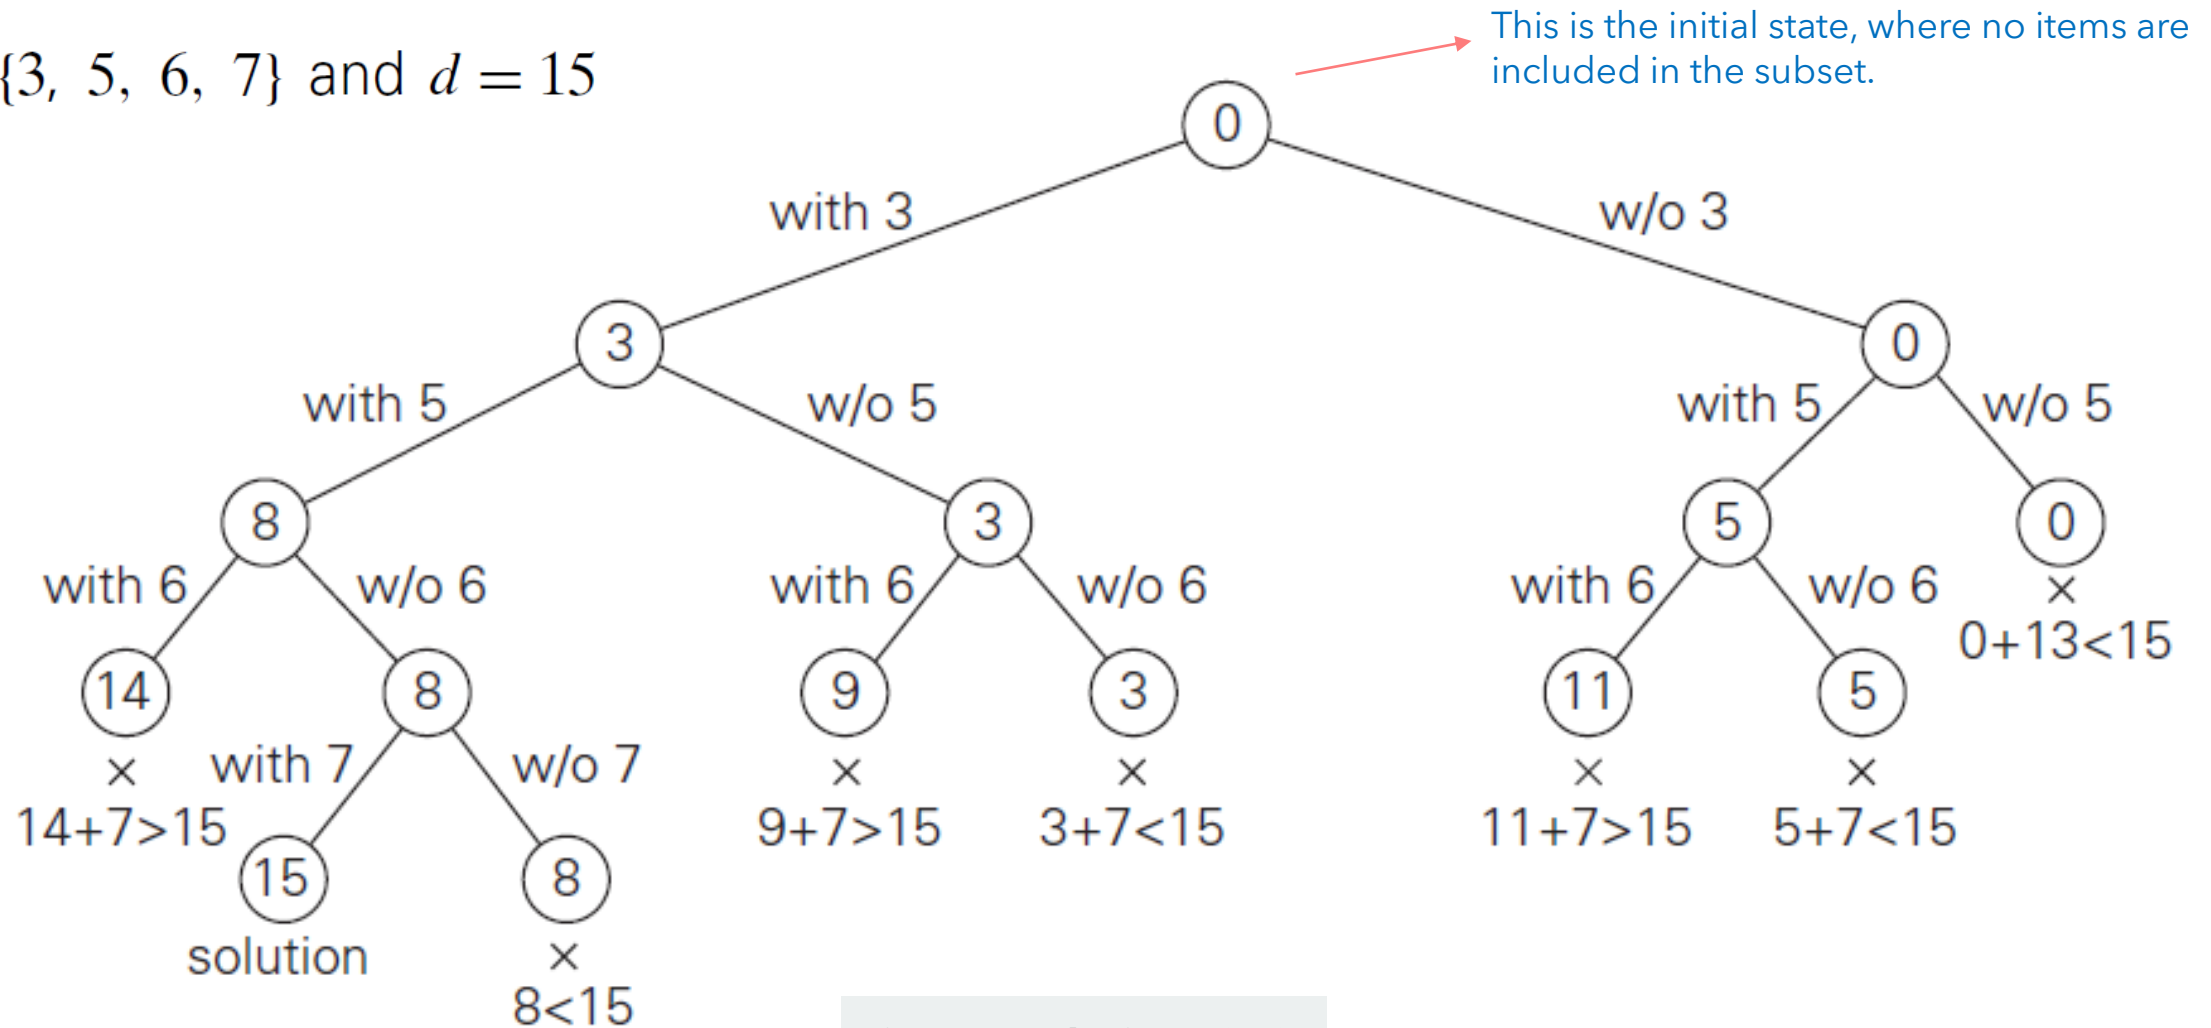 This is the initial state, where no items are
included in the subset.
{3, 5, 6, 7} and d = 15
0
with 3
w/o 3
3
0
with 5
w/o 5
with 5
w/o 5
8
3
5
0
with 6
w/o 6
with 6
w/o 6
with 6
w/o 6
×
0+13<15
14
8
9
3
11
5
×
with 7
w/o 7
×
×
×
×
14+7>15
9+7>15
3+7<15
11+7>15
5+7<15
15
8
solution
×
8<15